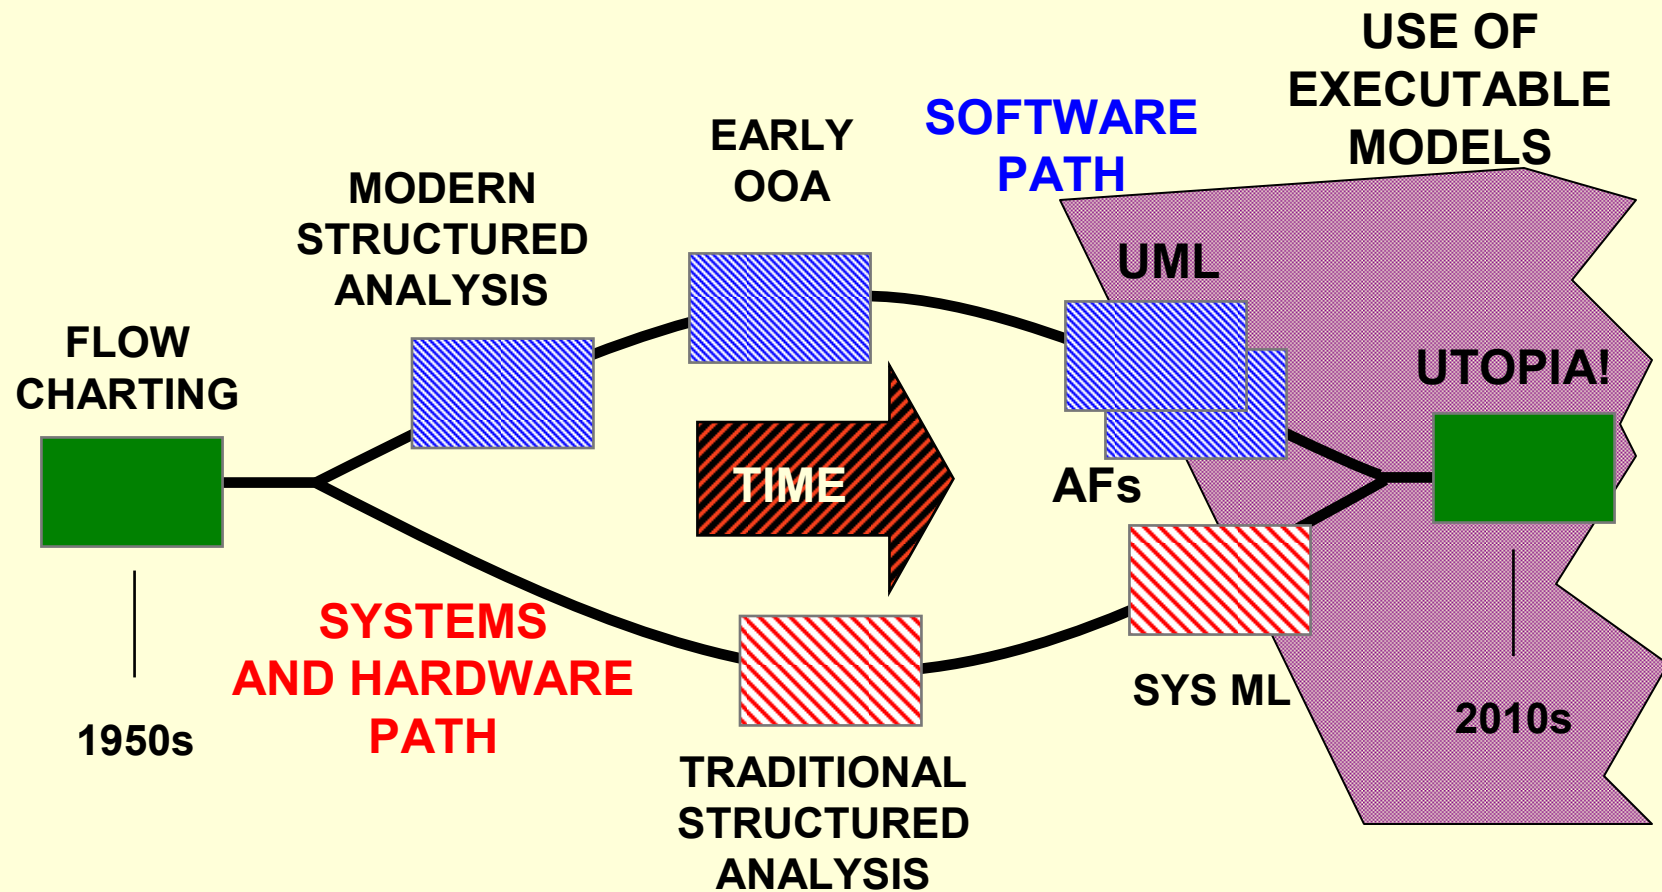 USE OF
EXECUTABLE
MODELS
SOFTWARE
PATH
EARLY
OOA
MODERN
STRUCTURED
ANALYSIS
UML
FLOW
CHARTING
UTOPIA!
TIME
AFs
SYSTEMS
AND HARDWARE
PATH
SYS ML
1950s
2010s
TRADITIONAL
STRUCTURED
ANALYSIS